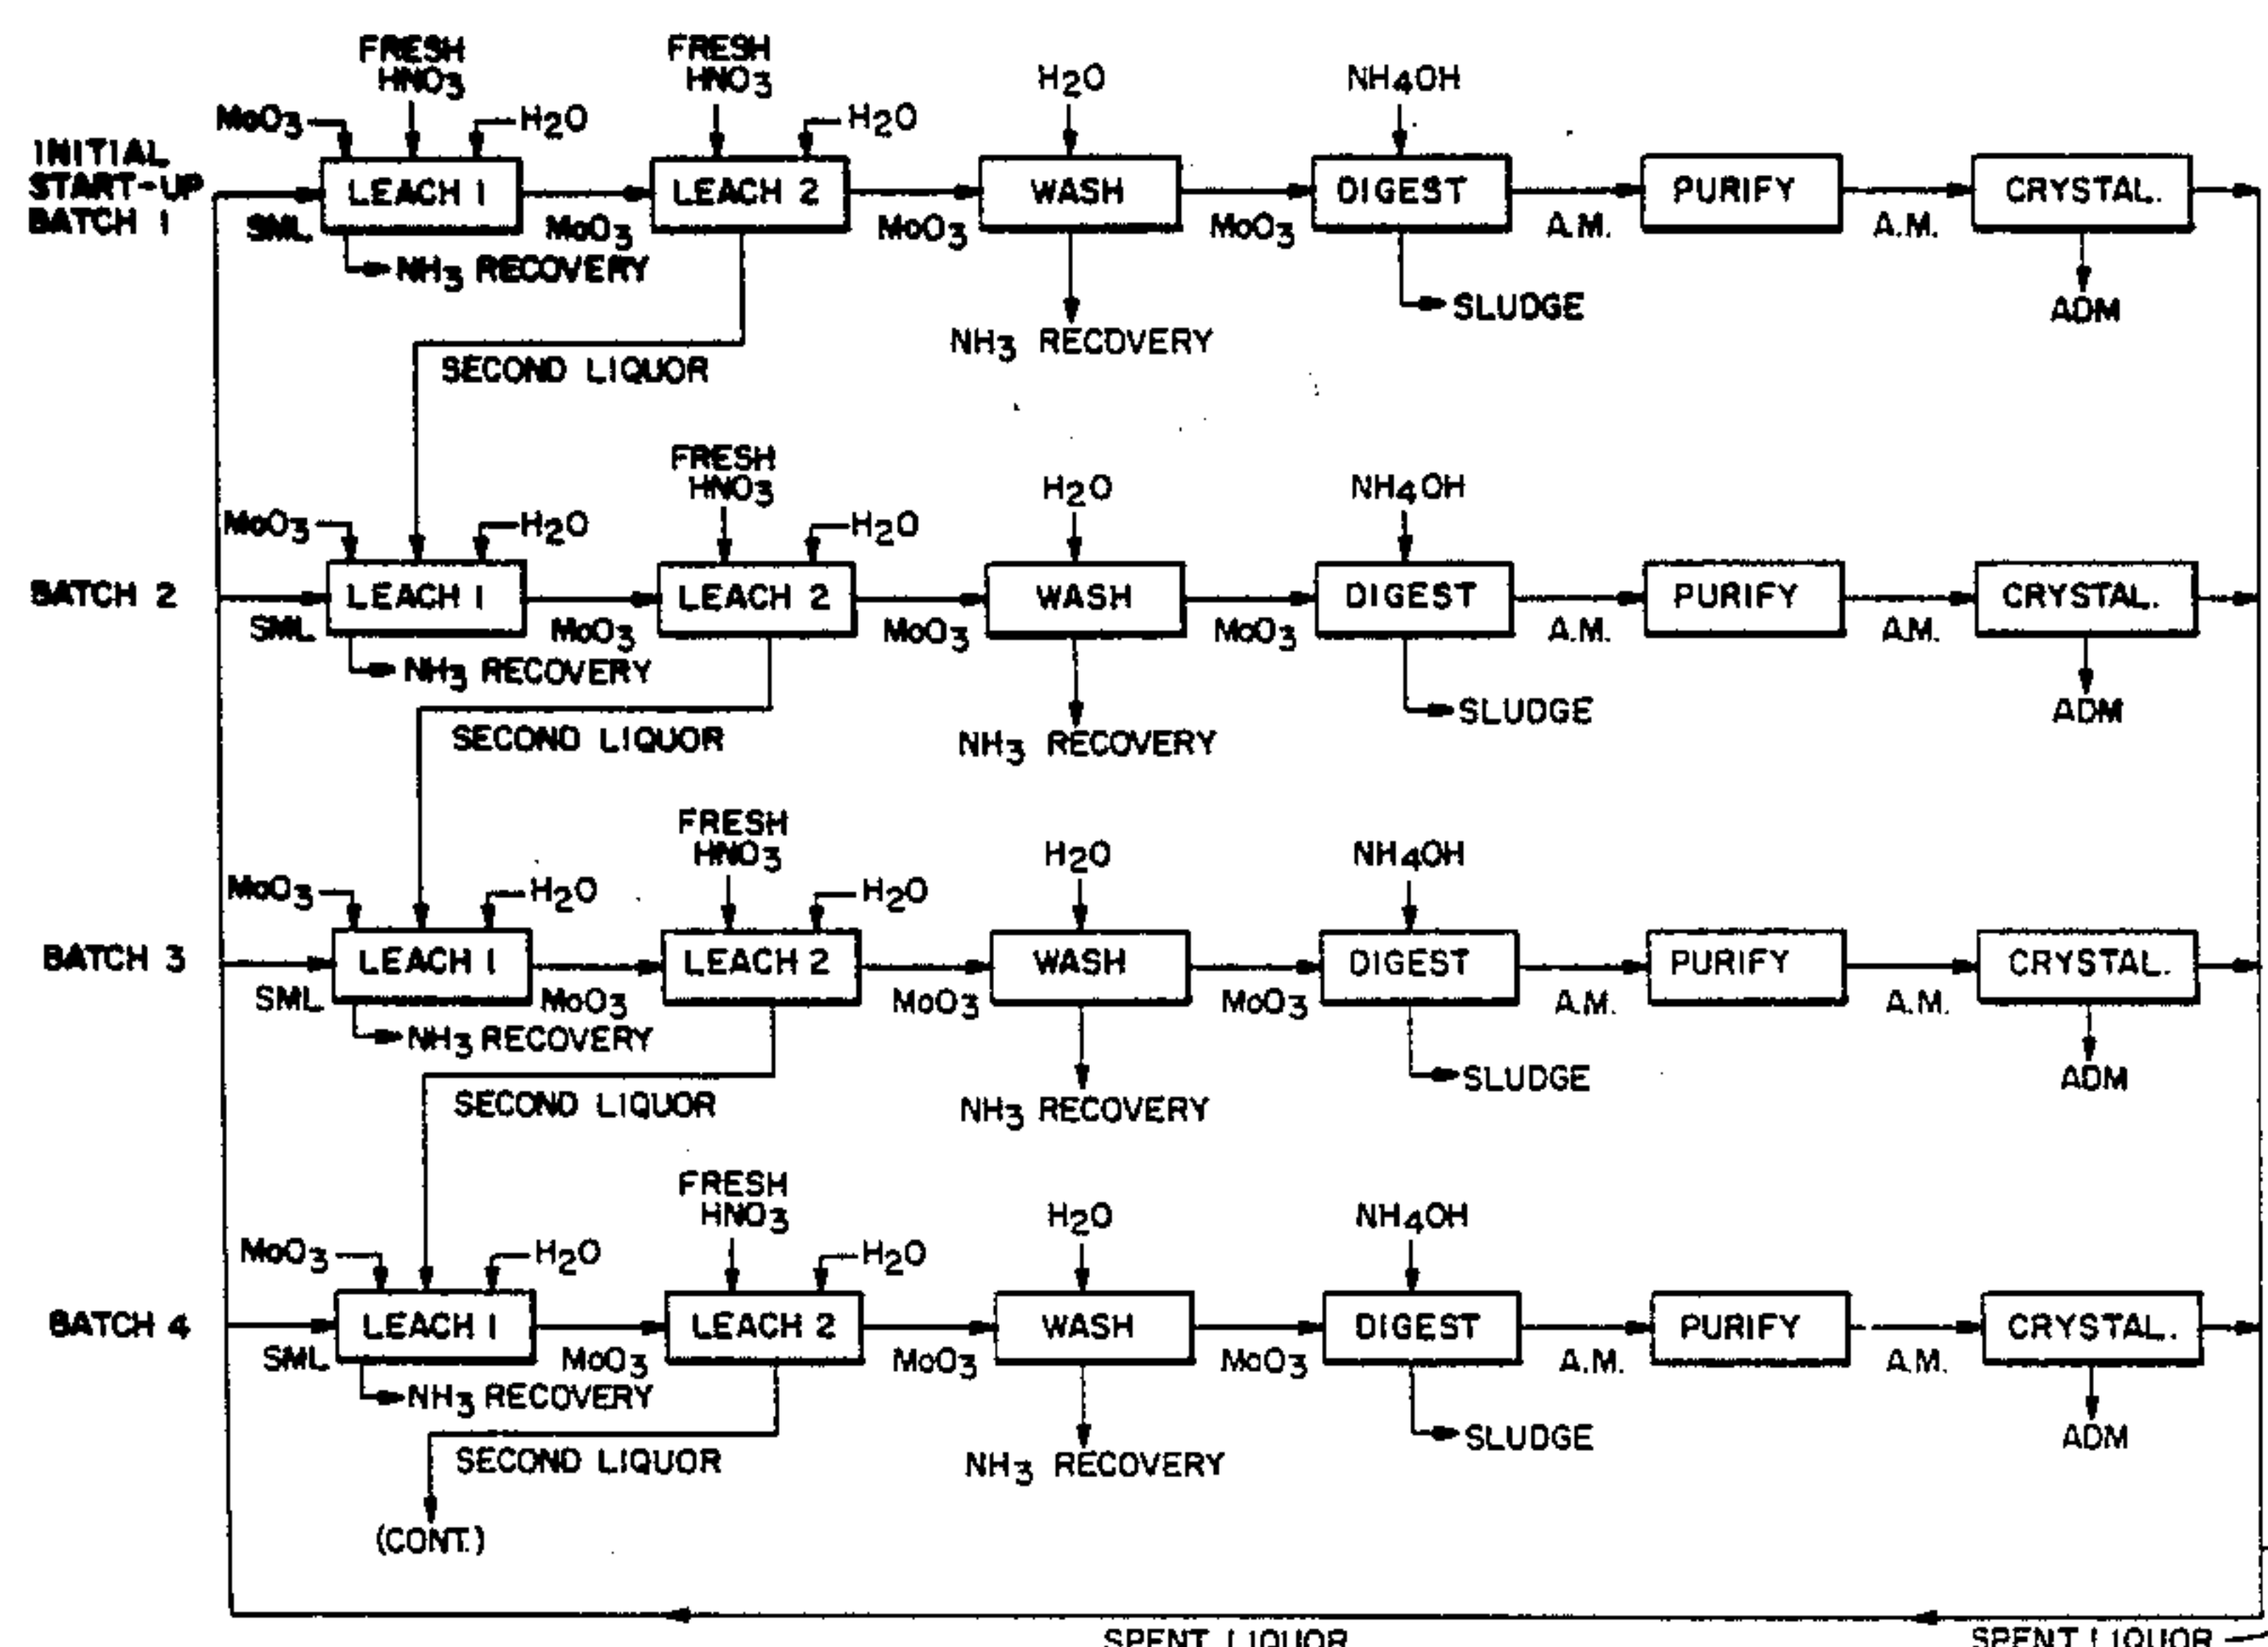 FRESH
HNO3
FRESH
HNO3
H2O
NH4OH
MoO3
H2O
H2O
INITIAL
START-UP
BATCH 1
LEACH 1
LEACH 2
WASH
DIGEST
PURIFY
CRYSTAL.
SML
MoO3
MoO3
MoO3
A.M.
A.M.
NH3 RECOVERY
SLUDGE
ADM
NH3 RECOVERY
SECOND LIQUOR
FRESH
HNO3
H2O
NH4OH
MoO3
H2O
H2O
BATCH 2
LEACH 1
LEACH 2
WASH
DIGEST
PURIFY
CRYSTAL.
SML
MoO3
MoO3
MoO3
A.M.
A.M.
NH3 RECOVERY
SLUDGE
ADM
SECOND LIQUOR
NH3 RECOVERY
FRESH
HNO3
H2O
NH4OH
MoO3
H2O
H2O
BATCH 3
LEACH 1
LEACH 2
WASH
DIGEST
PURIFY
CRYSTAL.
SML
MoO3
MoO3
MoO3
A.M.
A.M.
NH3 RECOVERY
SLUDGE
ADM
SECOND LIQUOR
NH3 RECOVERY
FRESH
HNO3
H2O
NH4OH
MoO3
H2O
H2O
BATCH 4
LEACH 1
LEACH 2
WASH
DIGEST
PURIFY
CRYSTAL.
SML
MoO3
MoO3
MoO3
A.M.
A.M.
NH3 RECOVERY
SLUDGE
ADM
SECOND LIQUOR
NH3 RECOVERY
(CONT.)
SPENT LIQUOR
SPENT LIQUOR